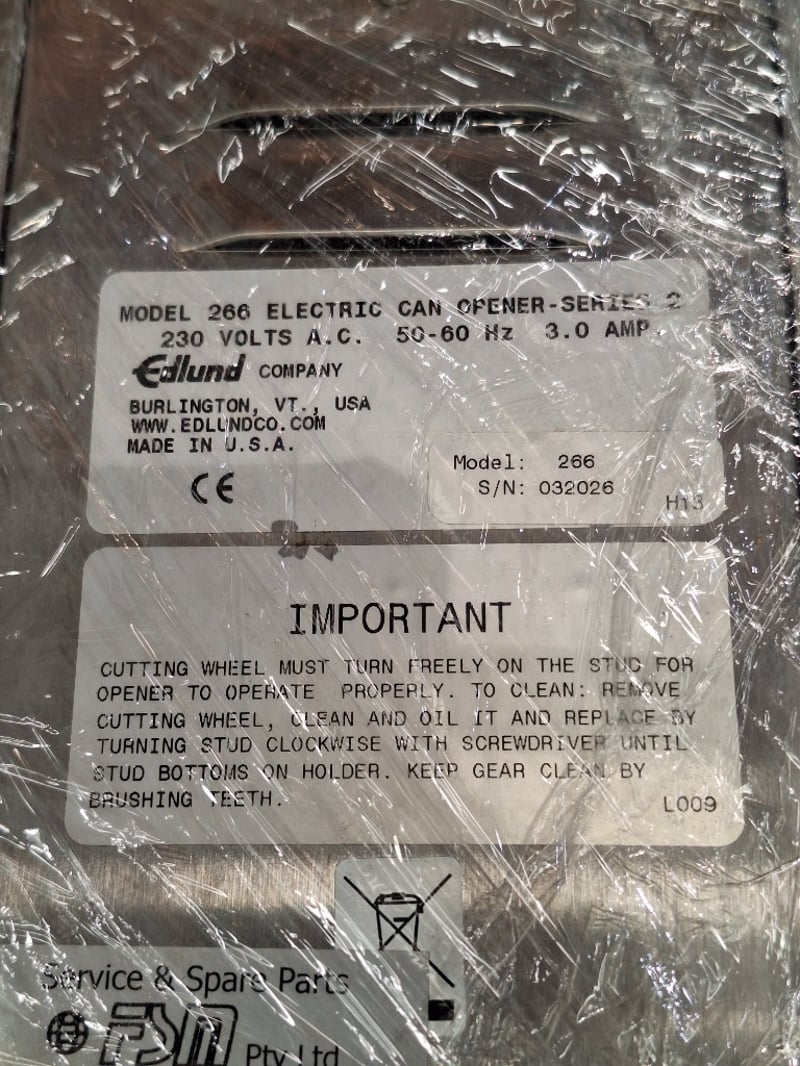 MODEL 266 ELECTRIC CAN OPENER-SERIES 2
230 VOLTS A.C. 50-60 Hz 3.0 AMP.
Edlund COMPANY
BURLINGTON, VT., USA
WWW.EDLUNDCO.COM
MADE IN U.S.A.
CE
Model: 266
S/N: 032026
H13
IMPORTANT
CUTTING WHEEL MUST TURN FREELY ON THE STUD FOR
OPENER TO OPERATE PROPERLY. TO CLEAN: REMOVE
CUTTING WHEEL, CLEAN AND OIL IT AND REPLACE BY
TURNING STUD CLOCKWISE WITH SCREWDRIVER UNTIL
STUD BOTTOMS ON HOLDER. KEEP GEAR CLEAN BY
BRUSHING TEETH.
L009
Service & Spare Parts
FSM Pty Ltd